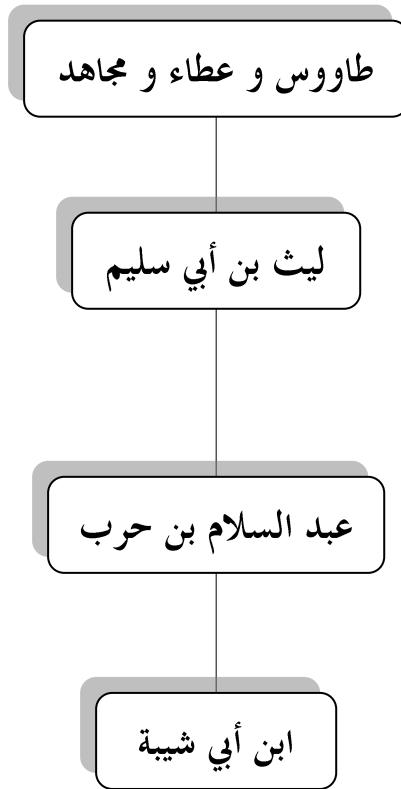 طاووس و عطاء و مجاهد
ليث بن أبي سليم
عبد السلام بن حرب
ابن أبي شيبة